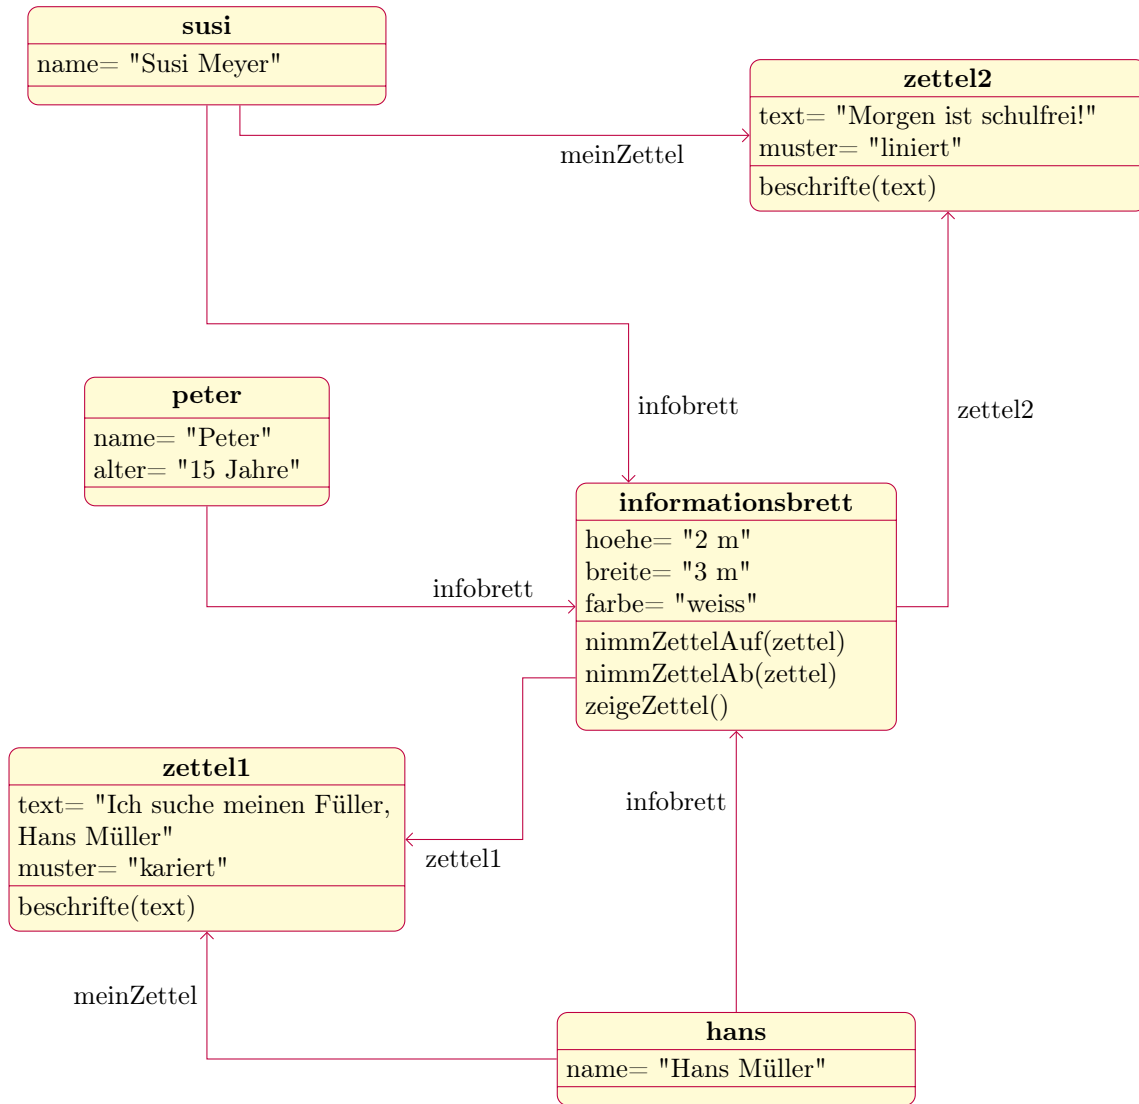 susi
name= "Susi Meyer"
zettel2
text= "Morgen ist schulfrei!"
muster= "liniert"
beschrifte(text)
meinZettel
peter
name= "Peter"
alter= "15 Jahre"
infobrett
zettel2
informationsbrett
hoehe= "2 m"
breite= "3 m"
farbe= "weiss"
nimmZettelAuf(zettel)
nimmZettelAb(zettel)
zeigeZettel()
infobrett
zettel1
text= "Ich suche meinen Füller,
Hans Müller"
muster= "kariert"
beschrifte(text)
zettel1
infobrett
meinZettel
hans
name= "Hans Müller"